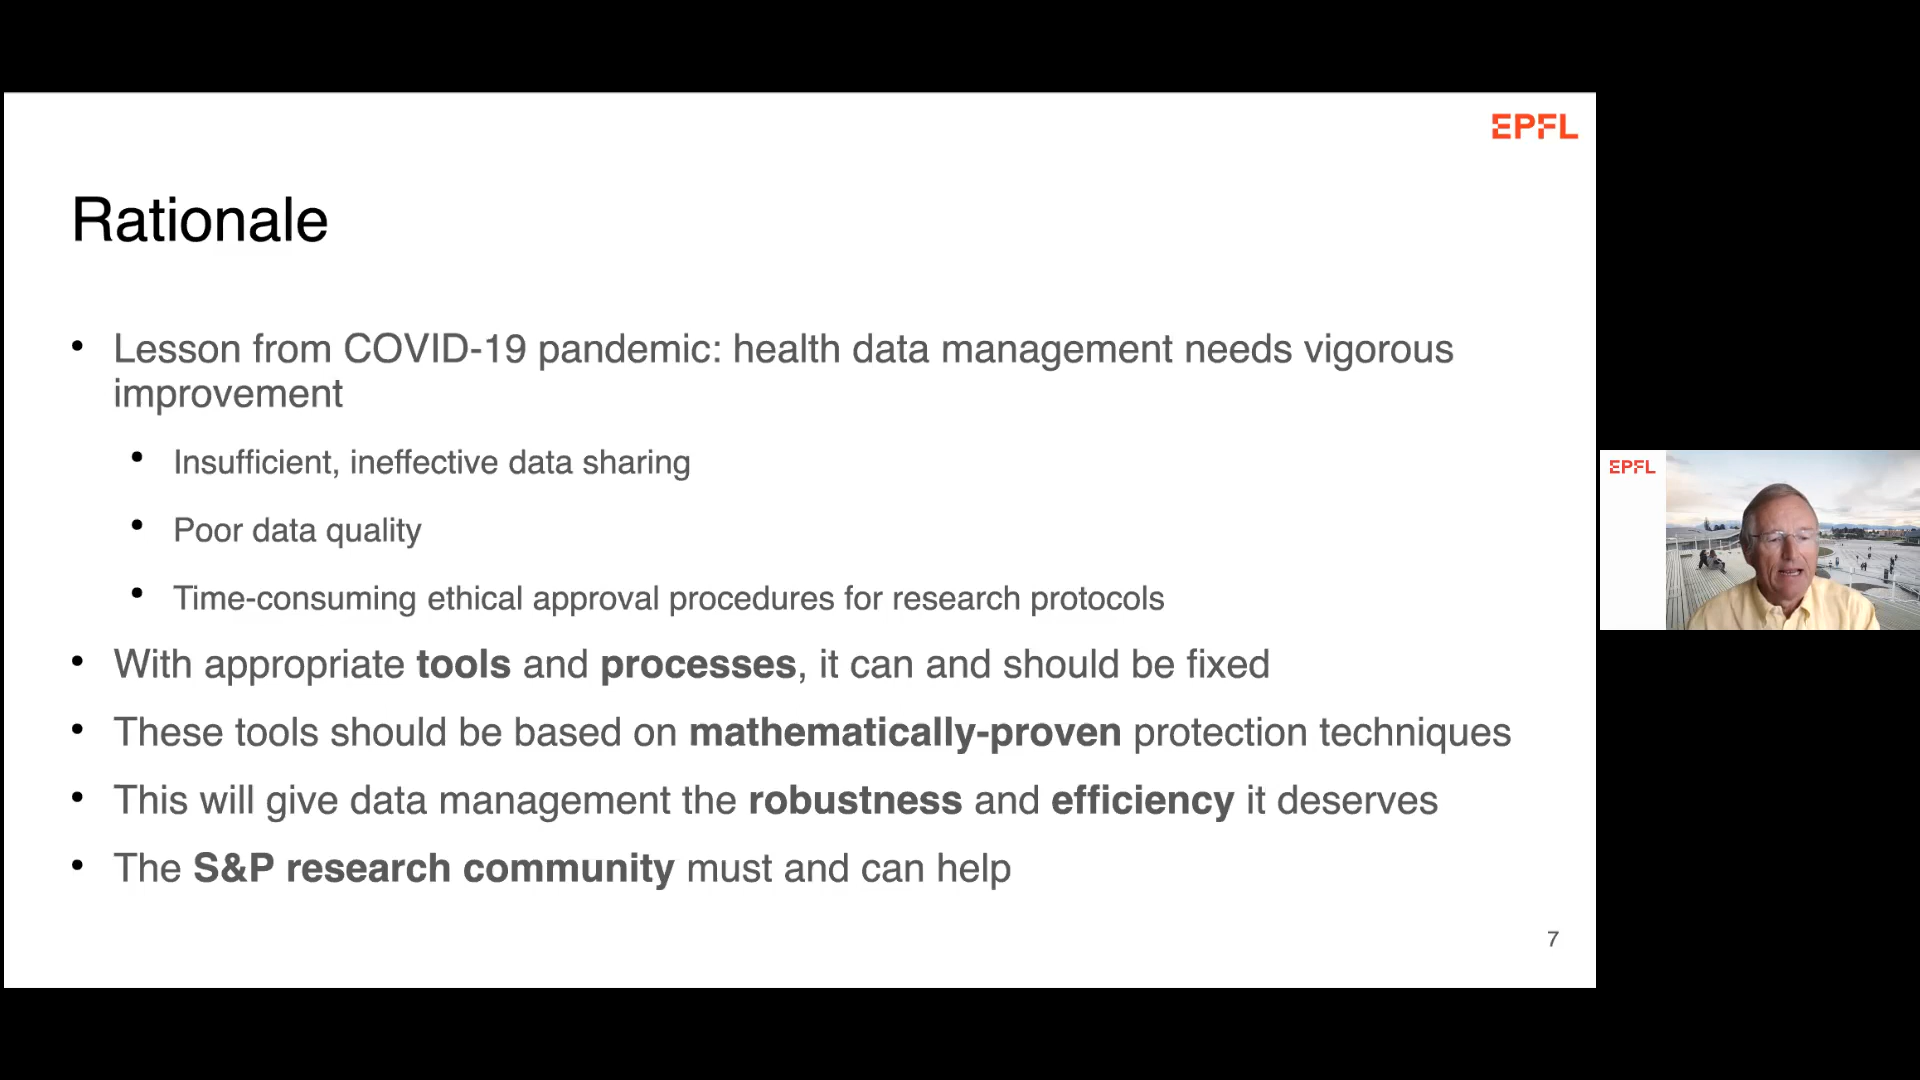 EPFL
Rationale
• Lesson from COVID-19 pandemic: health data management needs vigorous
improvement
• Insufficient, ineffective data sharing
• Poor data quality
• Time-consuming ethical approval procedures for research protocols
• With appropriate tools and processes, it can and should be fixed
• These tools should be based on mathematically-proven protection techniques
• This will give data management the robustness and efficiency it deserves
• The S&P research community must and can help
7
EPFL